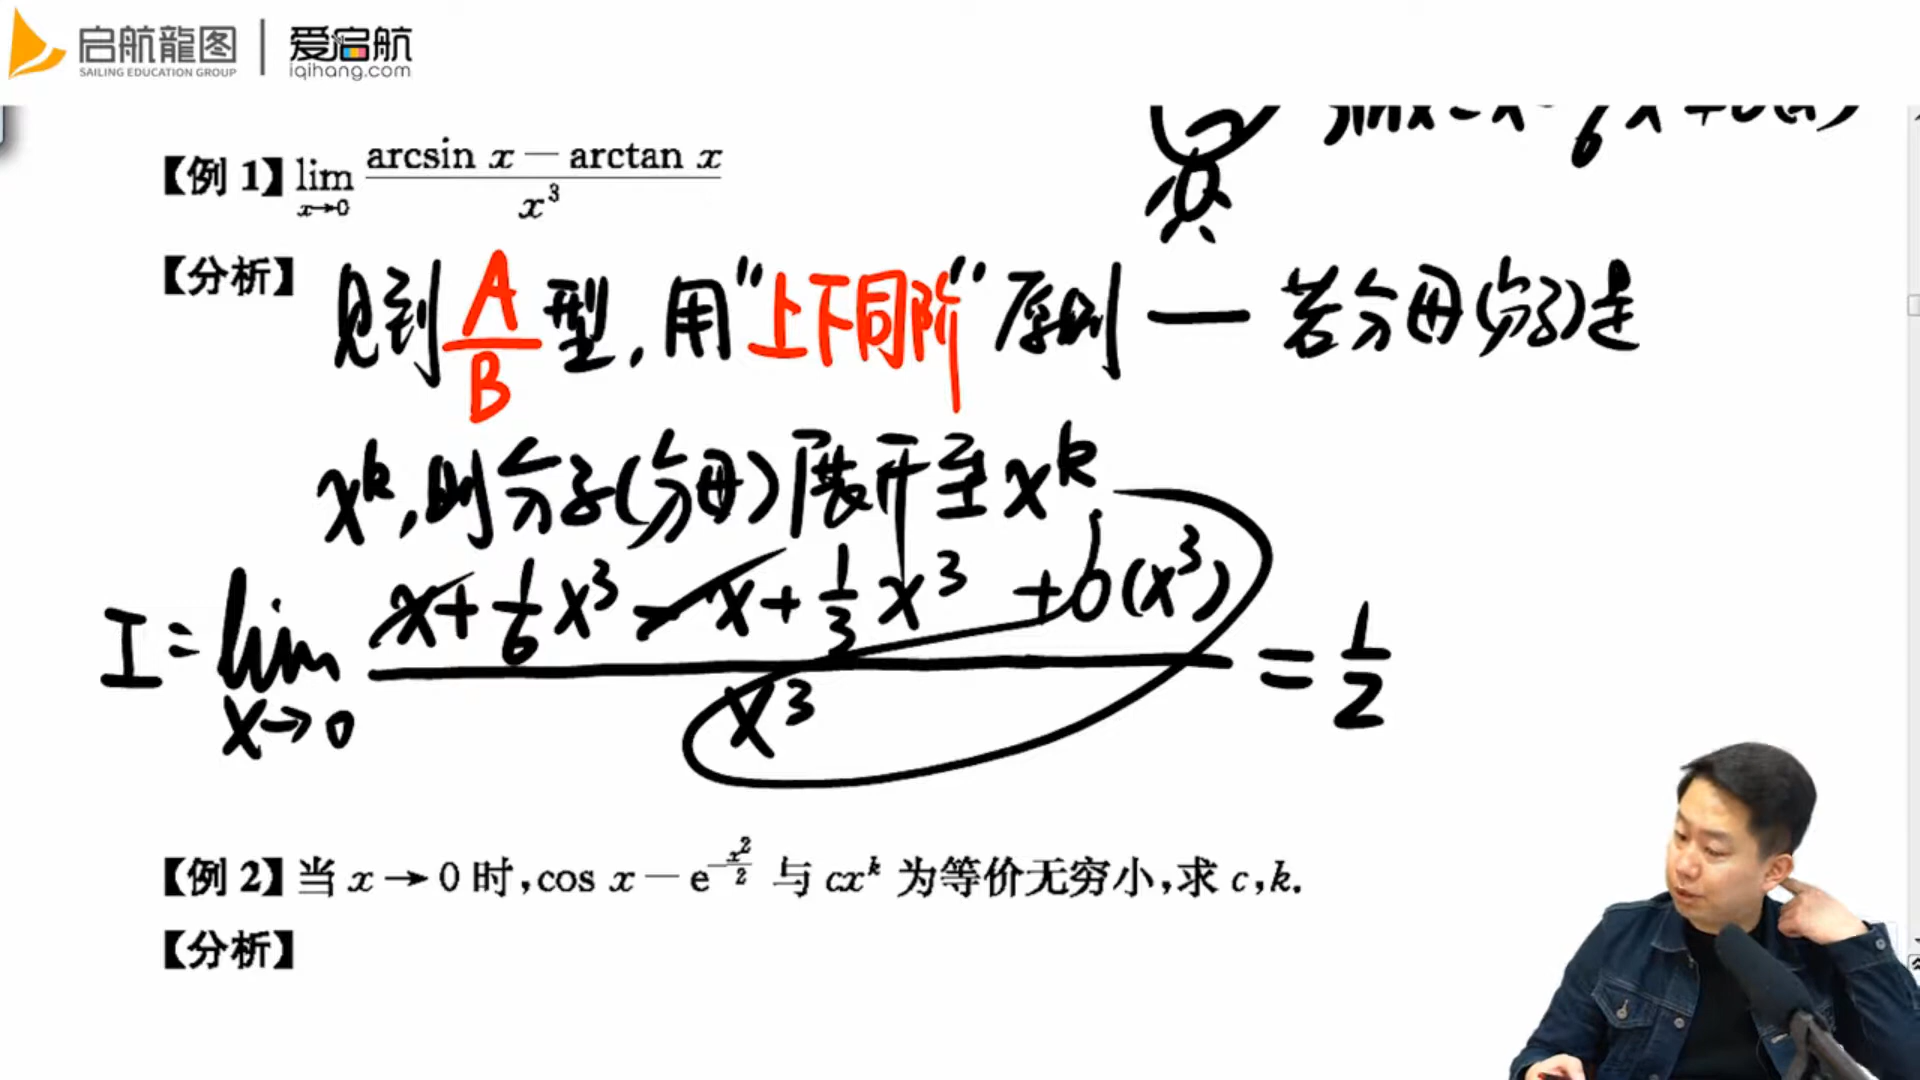 启航龍图 | 爱启航
SAILING EDUCATION GROUP iqihang.com
【例 1】lim x→0 (arcsin x − arctan x)/x³
【分析】见到 A/B 型,用“上下同阶”原则 — 若分母(分子)是
x^k,则分子(分母)展开至x^k
I = lim x→0 (x + 1/6 x³ − x + 1/3 x³ + o(x³))/x³ = 1/2
【例 2】当 x → 0 时,cos x − e^(−x²/2) 与 cx^k 为等价无穷小,求 c,k.
【分析】